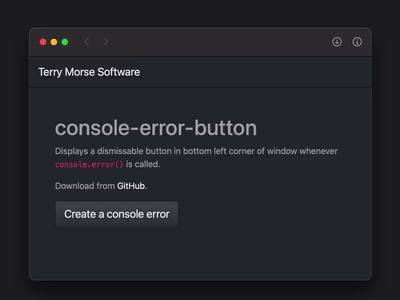 Terry Morse Software
console-error-button
Displays a dismissable button in bottom left corner of window whenever
console.error() is called.
Download from GitHub.
Create a console error